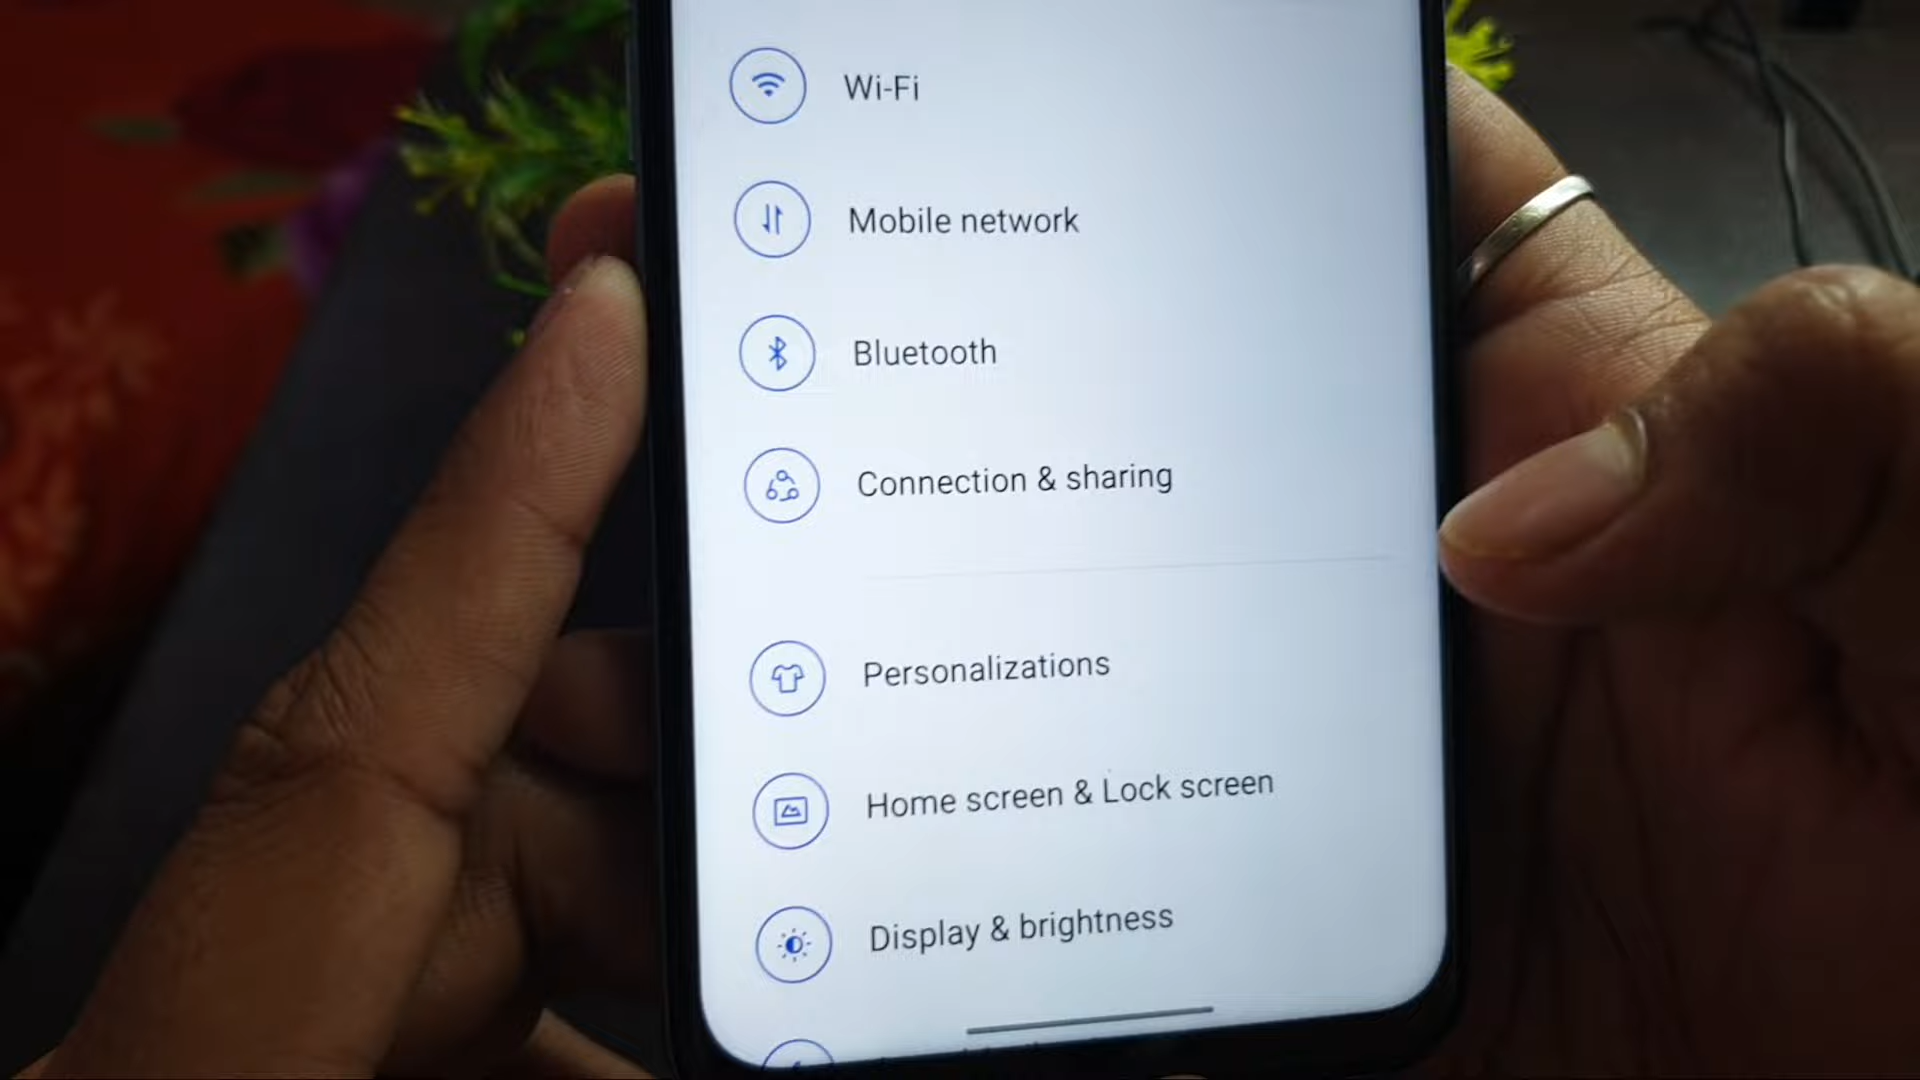 Wi-Fi
Mobile network
Bluetooth
Connection & sharing
Personalizations
Home screen & Lock screen
Display & brightness